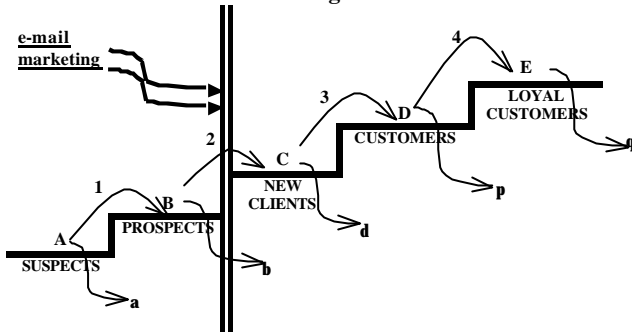 e-mail
marketing
4
E
LOYAL
CUSTOMERS
q
3
D
CUSTOMERS
p
2
C
NEW
CLIENTS
d
1
B
PROSPECTS
b
A
SUSPECTS
a